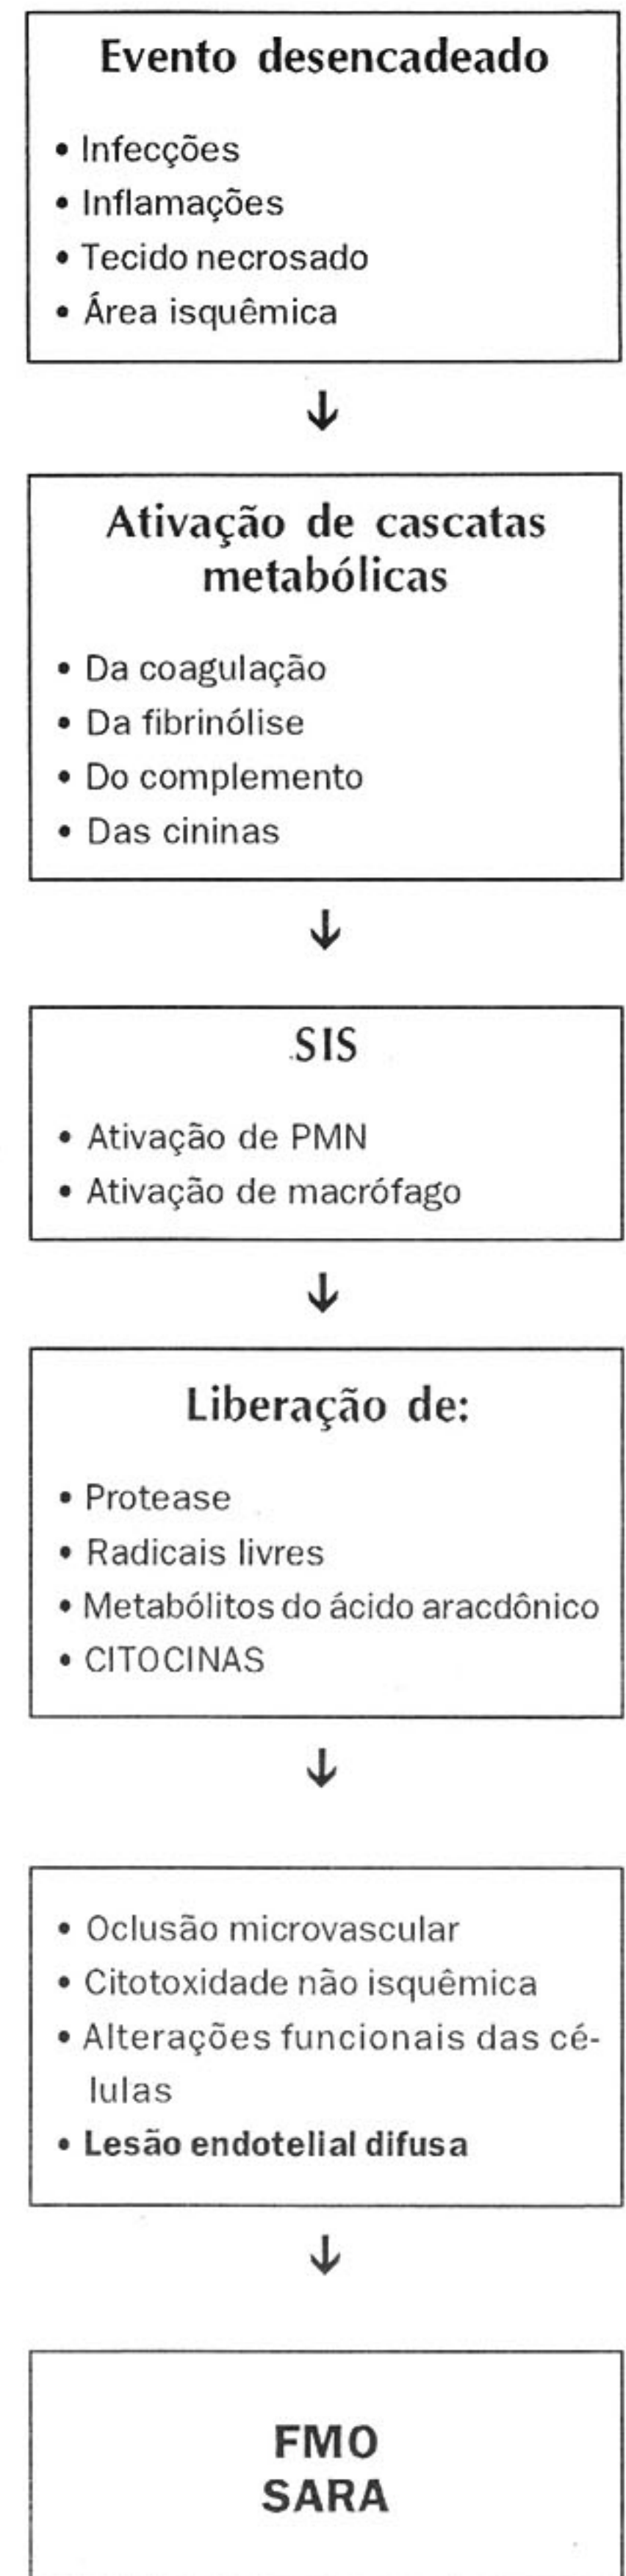 Evento desencadeado
• Infecções
• Inflamações
• Tecido necrosado
• Área isquêmica
↓
Ativação de cascatas
metabólicas
• Da coagulação
• Da fibrinólise
• Do complemento
• Das cininas
↓
SIS
• Ativação de PMN
• Ativação de macrófago
↓
Liberação de:
• Protease
• Radicais livres
• Metabólitos do ácido aracdônico
• CITOCINAS
↓
• Oclusão microvascular
• Citotoxidade não isquêmica
• Alterações funcionais das cé-
lulas
• Lesão endotelial difusa
↓
FMO
SARA